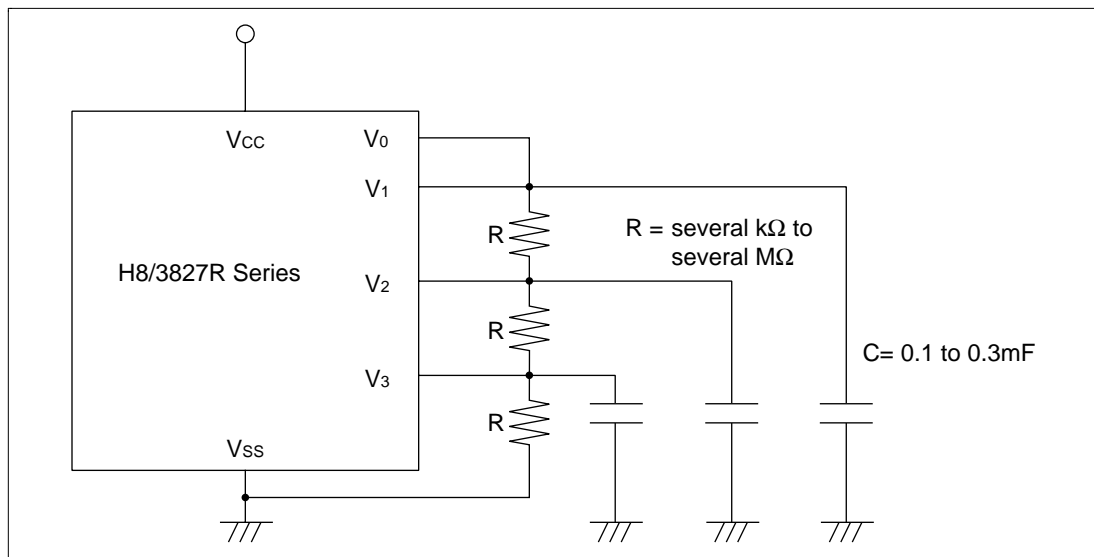 VCC
V0
V1
R
R = several kΩ to
several MΩ
H8/3827R Series
V2
R
C= 0.1 to 0.3mF
V3
R
VSS